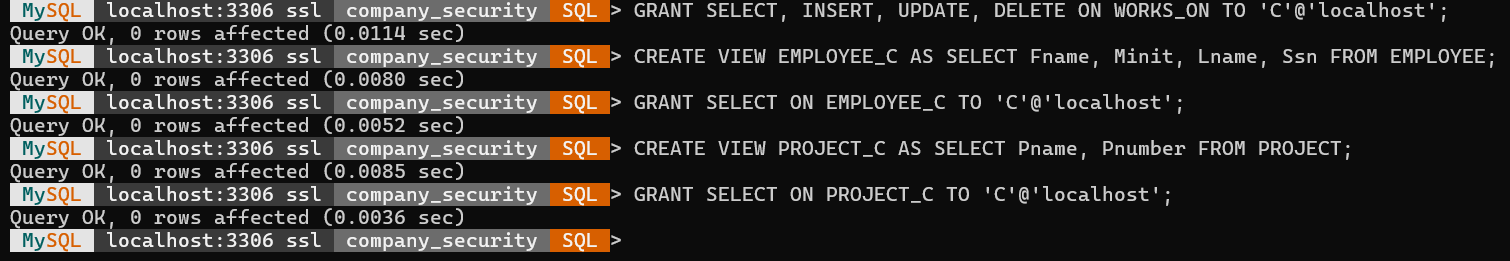 MySQL localhost:3306 ssl company_security SQL > GRANT SELECT, INSERT, UPDATE, DELETE ON WORKS_ON TO 'C'@'localhost';
Query OK, 0 rows affected (0.0114 sec)
MySQL localhost:3306 ssl company_security SQL > CREATE VIEW EMPLOYEE_C AS SELECT Fname, Minit, Lname, Ssn FROM EMPLOYEE;
Query OK, 0 rows affected (0.0080 sec)
MySQL localhost:3306 ssl company_security SQL > GRANT SELECT ON EMPLOYEE_C TO 'C'@'localhost';
Query OK, 0 rows affected (0.0052 sec)
MySQL localhost:3306 ssl company_security SQL > CREATE VIEW PROJECT_C AS SELECT Pname, Pnumber FROM PROJECT;
Query OK, 0 rows affected (0.0085 sec)
MySQL localhost:3306 ssl company_security SQL > GRANT SELECT ON PROJECT_C TO 'C'@'localhost';
Query OK, 0 rows affected (0.0036 sec)
MySQL localhost:3306 ssl company_security SQL >